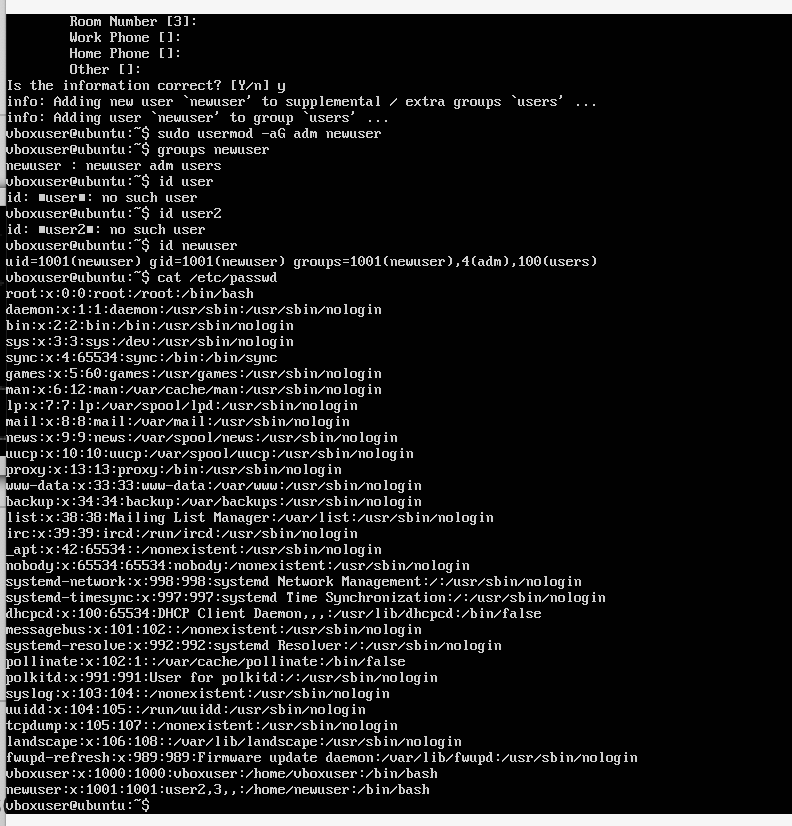 Room Number [3]:
Work Phone []:
Home Phone []:
Other []:
Is the information correct? [Y/n] y
info: Adding new user `newuser' to supplemental / extra groups `users' ...
info: Adding user `newuser' to group `users' ...
vboxuser@ubuntu:~$ sudo usermod -aG adm newuser
vboxuser@ubuntu:~$ groups newuser
newuser : newuser adm users
vboxuser@ubuntu:~$ id user
id: ■user■: no such user
vboxuser@ubuntu:~$ id user2
id: ■user2■: no such user
vboxuser@ubuntu:~$ id newuser
uid=1001(newuser) gid=1001(newuser) groups=1001(newuser),4(adm),100(users)
vboxuser@ubuntu:~$ cat /etc/passwd
root:x:0:0:root:/root:/bin/bash
daemon:x:1:1:daemon:/usr/sbin:/usr/sbin/nologin
bin:x:2:2:bin:/bin:/usr/sbin/nologin
sys:x:3:3:sys:/dev:/usr/sbin/nologin
sync:x:4:65534:sync:/bin:/bin/sync
games:x:5:60:games:/usr/games:/usr/sbin/nologin
man:x:6:12:man:/var/cache/man:/usr/sbin/nologin
lp:x:7:7:lp:/var/spool/lpd:/usr/sbin/nologin
mail:x:8:8:mail:/var/mail:/usr/sbin/nologin
news:x:9:9:news:/var/spool/news:/usr/sbin/nologin
uucp:x:10:10:uucp:/var/spool/uucp:/usr/sbin/nologin
proxy:x:13:13:proxy:/bin:/usr/sbin/nologin
www-data:x:33:33:www-data:/var/www:/usr/sbin/nologin
backup:x:34:34:backup:/var/backups:/usr/sbin/nologin
list:x:38:38:Mailing List Manager:/var/list:/usr/sbin/nologin
irc:x:39:39:ircd:/run/ircd:/usr/sbin/nologin
_apt:x:42:65534::/nonexistent:/usr/sbin/nologin
nobody:x:65534:65534:nobody:/nonexistent:/usr/sbin/nologin
systemd-network:x:998:998:systemd Network Management:/:/usr/sbin/nologin
systemd-timesync:x:997:997:systemd Time Synchronization:/:/usr/sbin/nologin
dhcpcd:x:100:65534:DHCP Client Daemon,,,:/usr/lib/dhcpcd:/bin/false
messagebus:x:101:102::/nonexistent:/usr/sbin/nologin
systemd-resolve:x:992:992:systemd Resolver:/:/usr/sbin/nologin
pollinate:x:102:1::/var/cache/pollinate:/bin/false
polkitd:x:991:991:User for polkitd:/:/usr/sbin/nologin
syslog:x:103:104::/nonexistent:/usr/sbin/nologin
uuidd:x:104:105::/run/uuidd:/usr/sbin/nologin
tcpdump:x:105:107::/nonexistent:/usr/sbin/nologin
landscape:x:106:108::/var/lib/landscape:/usr/sbin/nologin
fwupd-refresh:x:989:989:Firmware update daemon:/var/lib/fwupd:/usr/sbin/nologin
vboxuser:x:1000:1000:vboxuser:/home/vboxuser:/bin/bash
newuser:x:1001:1001:user2,3,,:/home/newuser:/bin/bash
vboxuser@ubuntu:~$